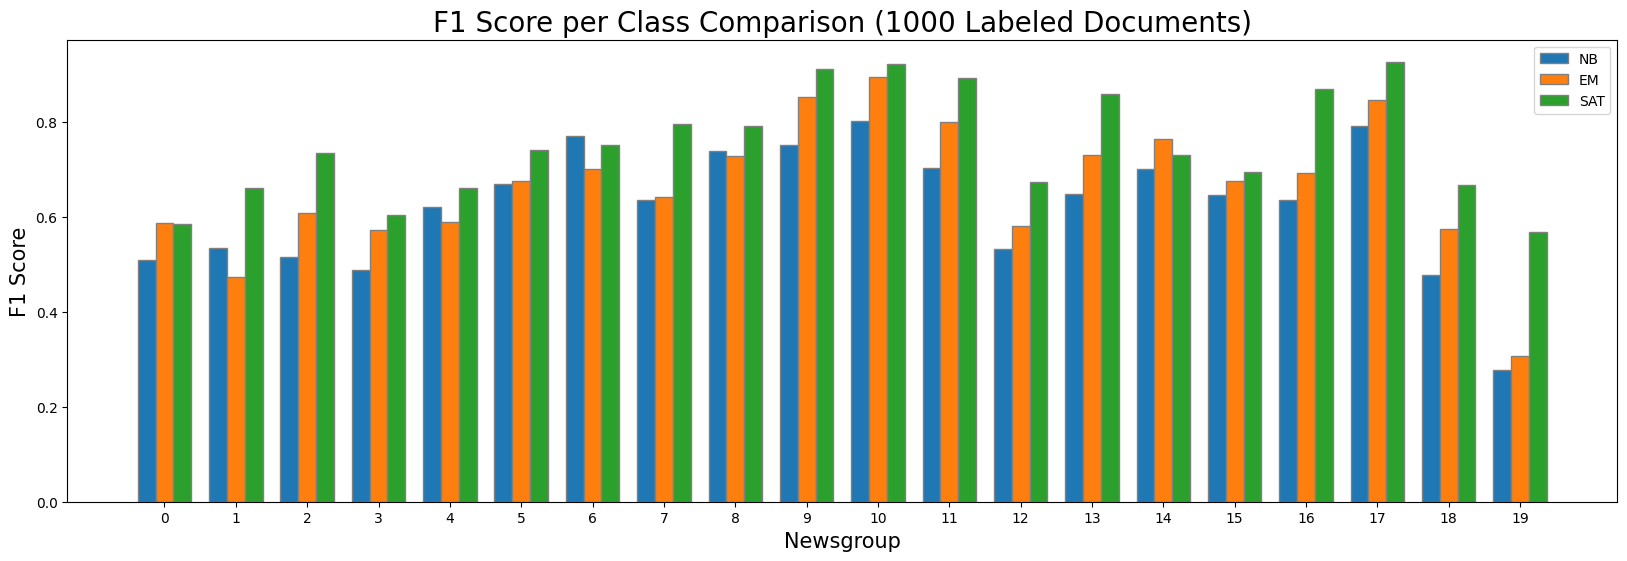 F1 Score per Class Comparison (1000 Labeled Documents)
NB
EM
SAT
F1 Score
0.8
0.6
0.4
0.2
0.0
0 1 2 3 4 5 6 7 8 9 10 11 12 13 14 15 16 17 18 19
Newsgroup